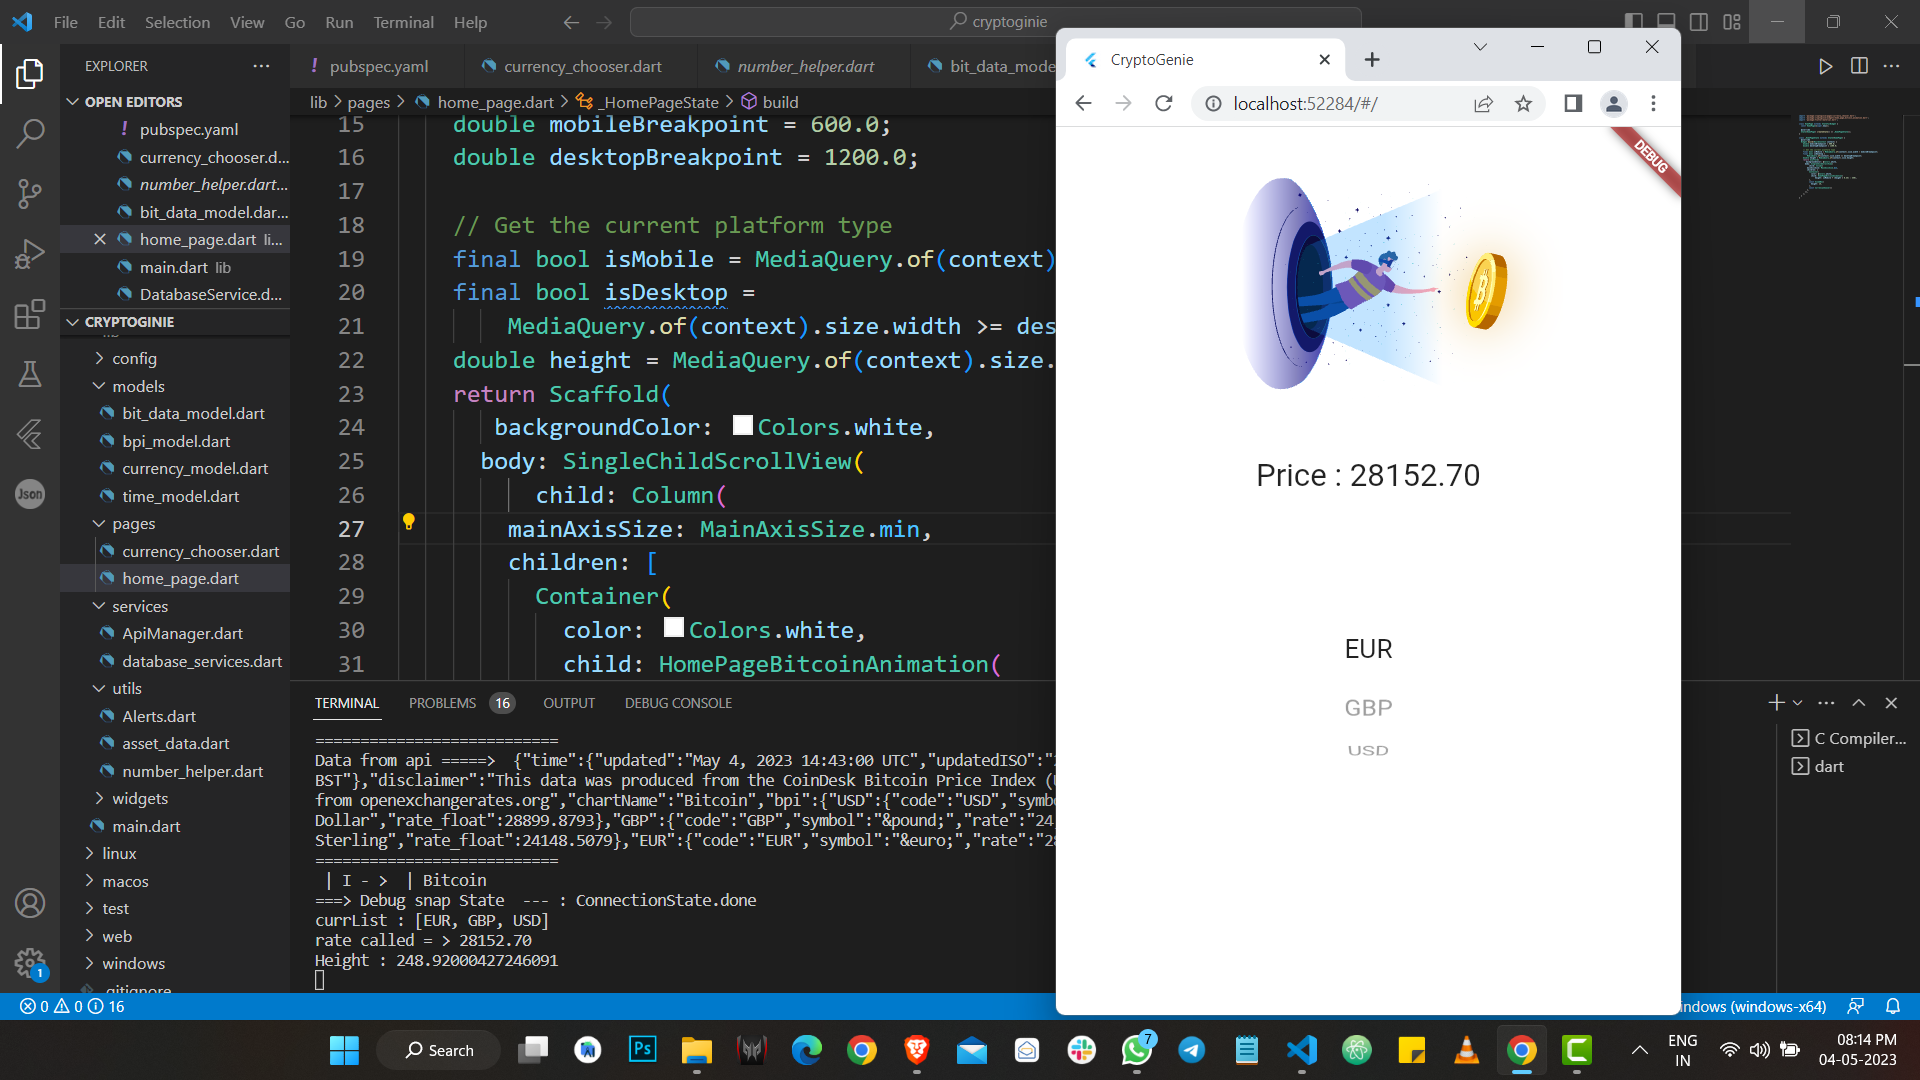 File Edit Selection View Go Run Terminal Help
cryptoginie
EXPLORER
OPEN EDITORS
pubspec.yaml
currency_chooser.d...
number_helper.dart...
bit_data_model.dar...
home_page.dart li...
main.dart lib
DatabaseService.d...
CRYPTOGINIE
config
models
bit_data_model.dart
bpi_model.dart
currency_model.dart
time_model.dart
pages
currency_chooser.dart
home_page.dart
services
ApiManager.dart
database_services.dart
utils
Alerts.dart
asset_data.dart
number_helper.dart
widgets
main.dart
linux
macos
test
web
windows
.gitignore
Json
1
pubspec.yaml currency_chooser.dart number_helper.dart bit_data_mode
lib > pages > home_page.dart > _HomePageState > build
15 double mobileBreakpoint = 600.0;
16 double desktopBreakpoint = 1200.0;
17
18 // Get the current platform type
19 final bool isMobile = MediaQuery.of(context)
20 final bool isDesktop =
21 MediaQuery.of(context).size.width >= des
22 double height = MediaQuery.of(context).size.
23 return Scaffold(
24 backgroundColor: Colors.white,
25 body: SingleChildScrollView(
26 child: Column(
27 mainAxisSize: MainAxisSize.min,
28 children: [
29 Container(
30 color: Colors.white,
31 child: HomePageBitcoinAnimation(
TERMINAL PROBLEMS 16 OUTPUT DEBUG CONSOLE
===========================
Data from api =====> {"time":{"updated":"May 4, 2023 14:43:00 UTC","updatedISO":"2
BST"},"disclaimer":"This data was produced from the CoinDesk Bitcoin Price Index (U
from openexchangerates.org","chartName":"Bitcoin","bpi":{"USD":{"code":"USD","symbo
Dollar","rate_float":28899.8793},"GBP":{"code":"GBP","symbol":"&pound;","rate":"24,
Sterling","rate_float":24148.5079},"EUR":{"code":"EUR","symbol":"&euro;","rate":"28
===========================
| I - > | Bitcoin
===> Debug snap State --- : ConnectionState.done
currList : [EUR, GBP, USD]
rate called = > 28152.70
Height : 248.92000427246091
C Compiler...
dart
CryptoGenie
localhost:52284/#/
DEBUG
Price : 28152.70
EUR
GBP
USD
0 0 16
indows (windows-x64)
Search
Ps
7
ENG
IN
08:14 PM
04-05-2023